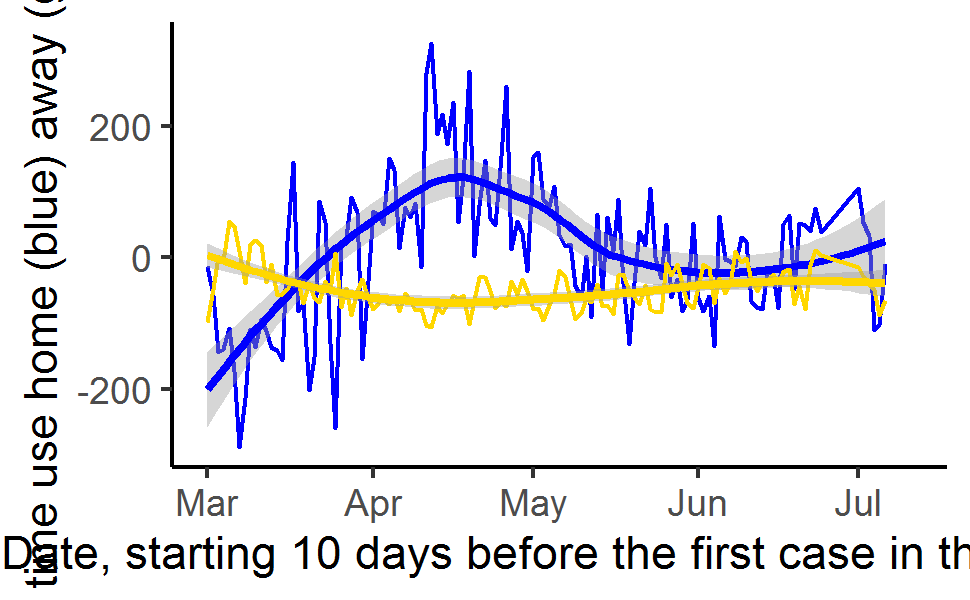 time use home (blue) away (
200
0
-200
Mar Apr May Jun Jul
Date, starting 10 days before the first case in th